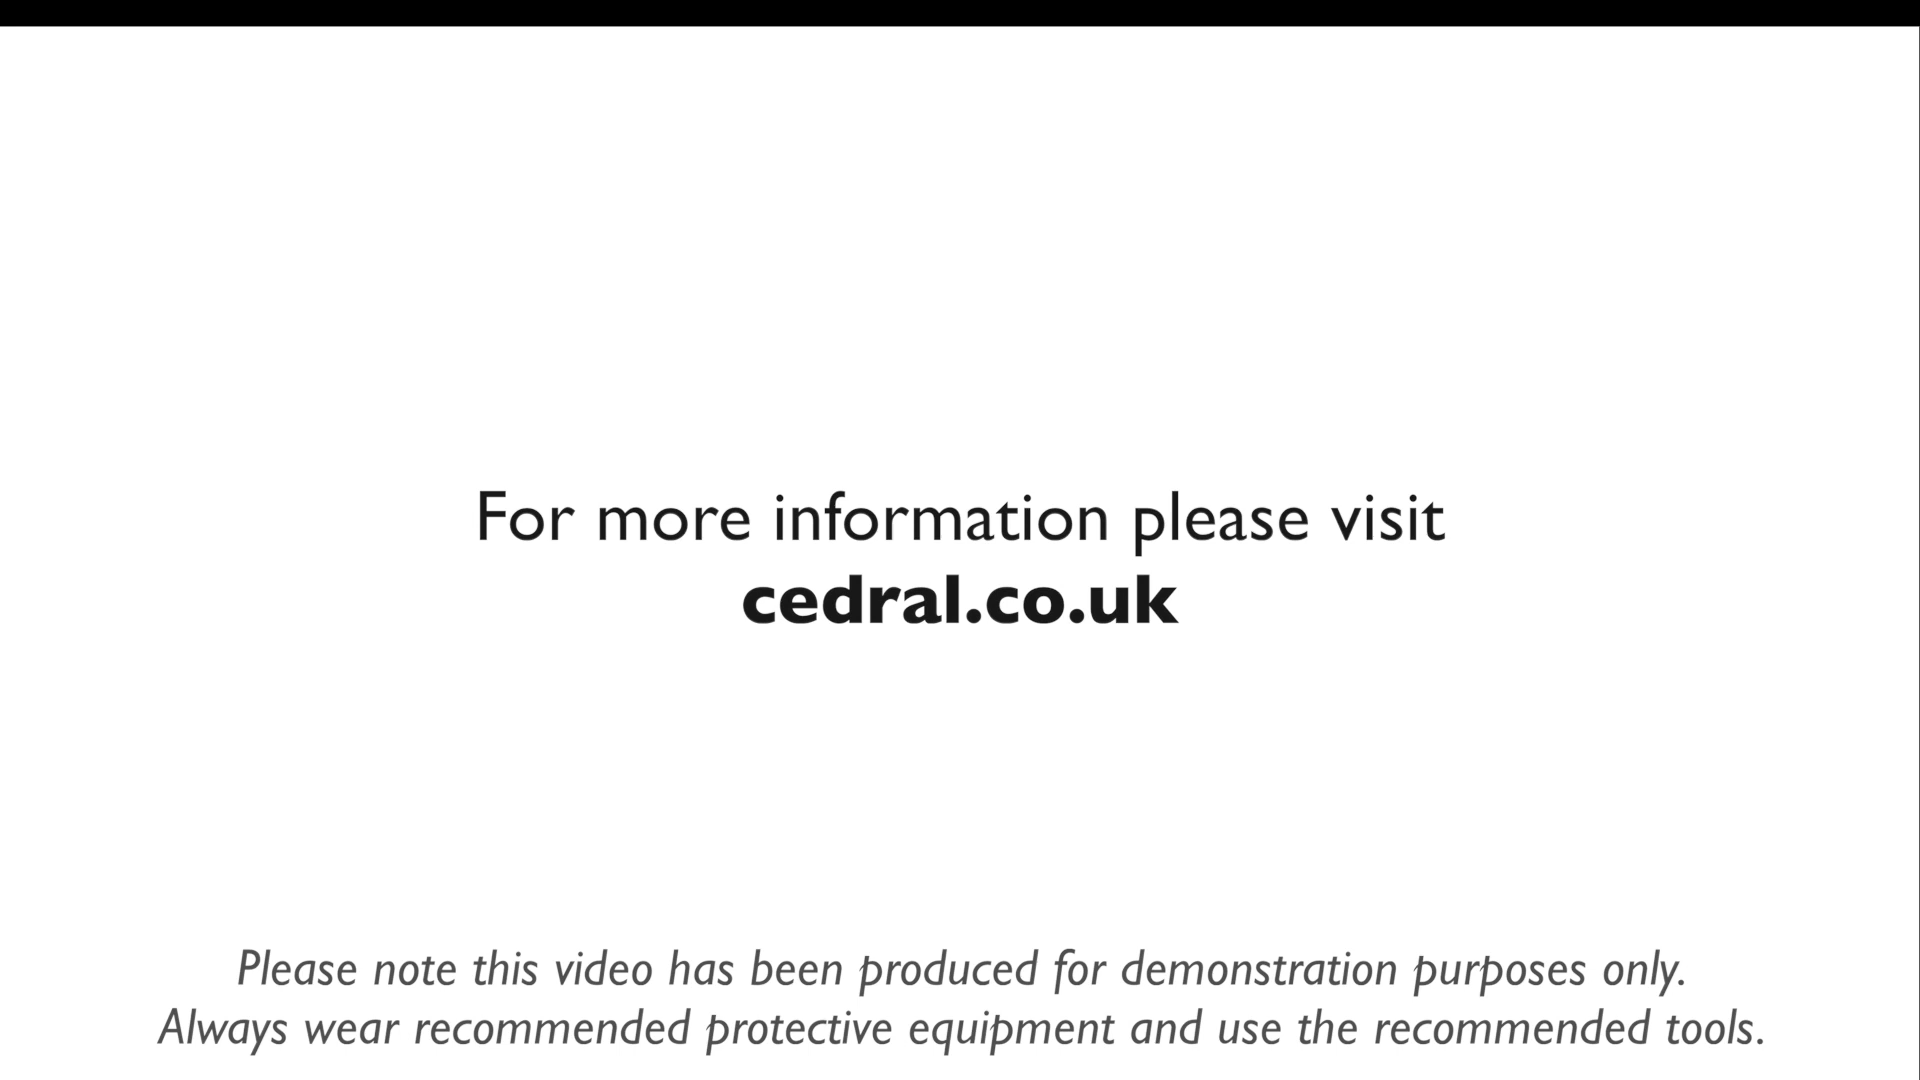 For more information please visit
cedral.co.uk
Please note this video has been produced for demonstration purposes only.
Always wear recommended protective equipment and use the recommended tools.